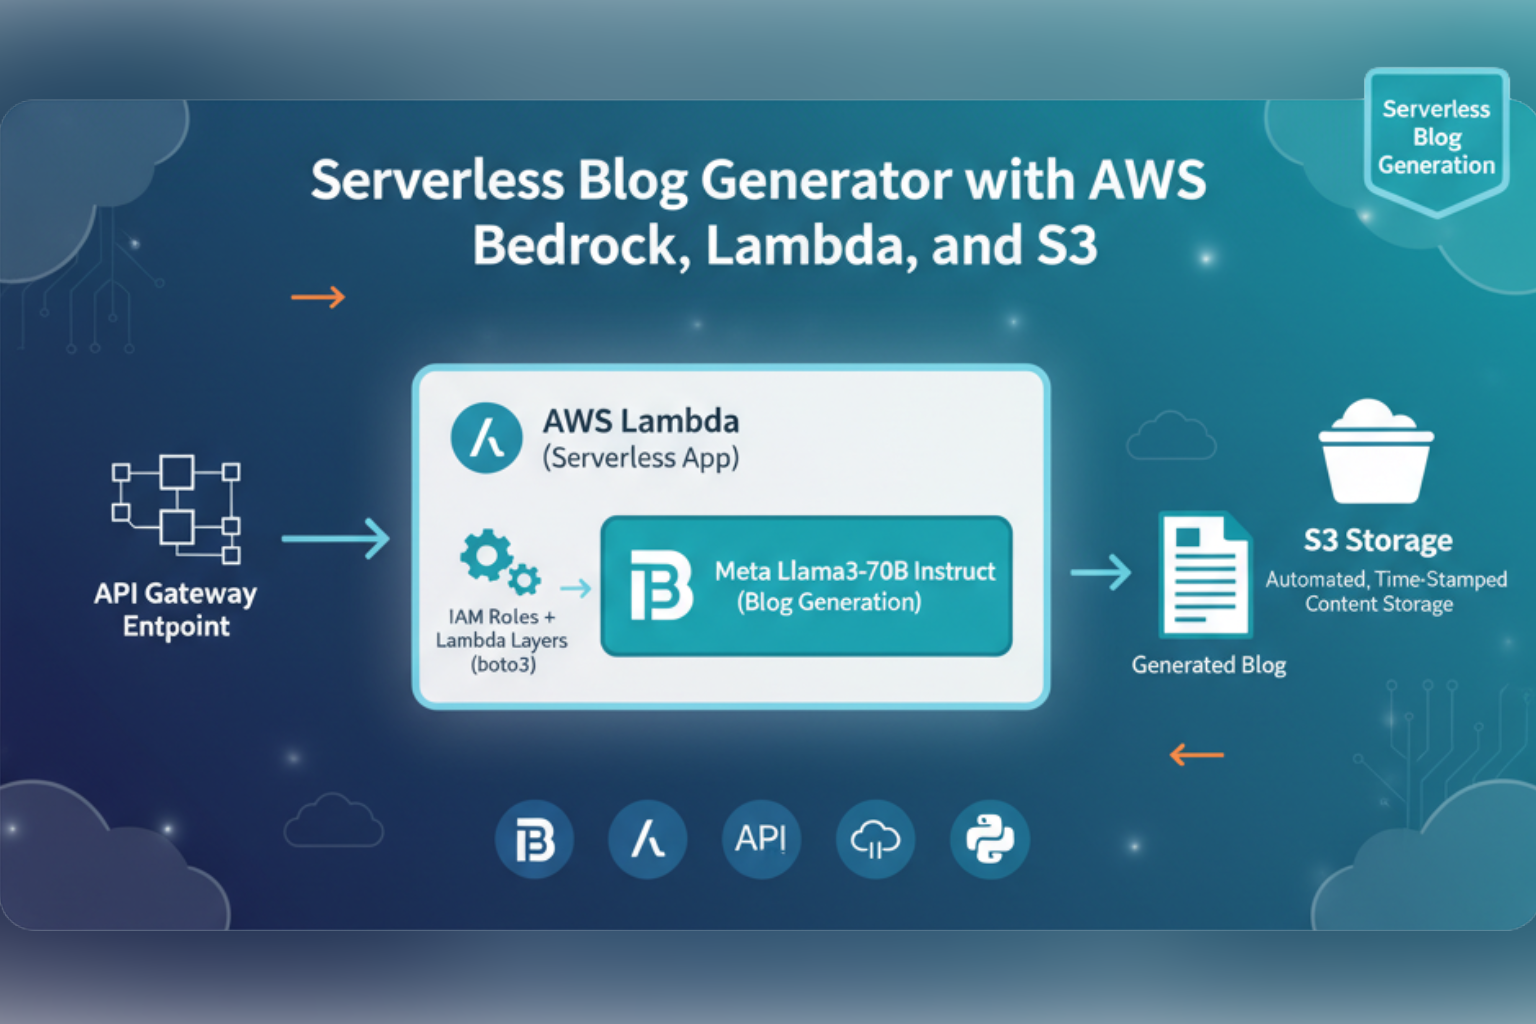 Serverless
Blog
Generation
Serverless Blog Generator with AWS
Bedrock, Lambda, and S3
API Gateway
Entpoint
AWS Lambda
(Serverless App)
IAM Roles +
Lambda Layers
(boto3)
B
Meta Llama3-70B Instruct
(Blog Generation)
Generated Blog
S3 Storage
Automated, Time-Stamped
Content Storage
B
API